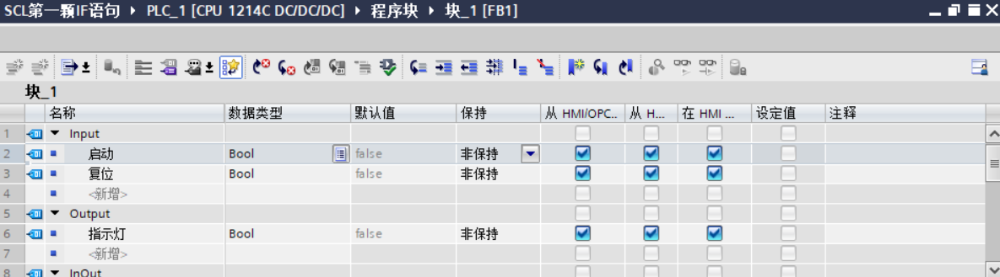 SCL第一颗IF语句 ▸ PLC_1 [CPU 1214C DC/DC/DC] ▸ 程序块 ▸ 块_1 [FB1]
块_1
名称 数据类型 默认值 保持 从 HMI/OPC.. 从 H... 在 HMI ... 设定值 注释
1 Input
2 启动 Bool false 非保持
3 复位 Bool false 非保持
4 <新增>
5 Output
6 指示灯 Bool false 非保持
7 <新增>
8 InOut